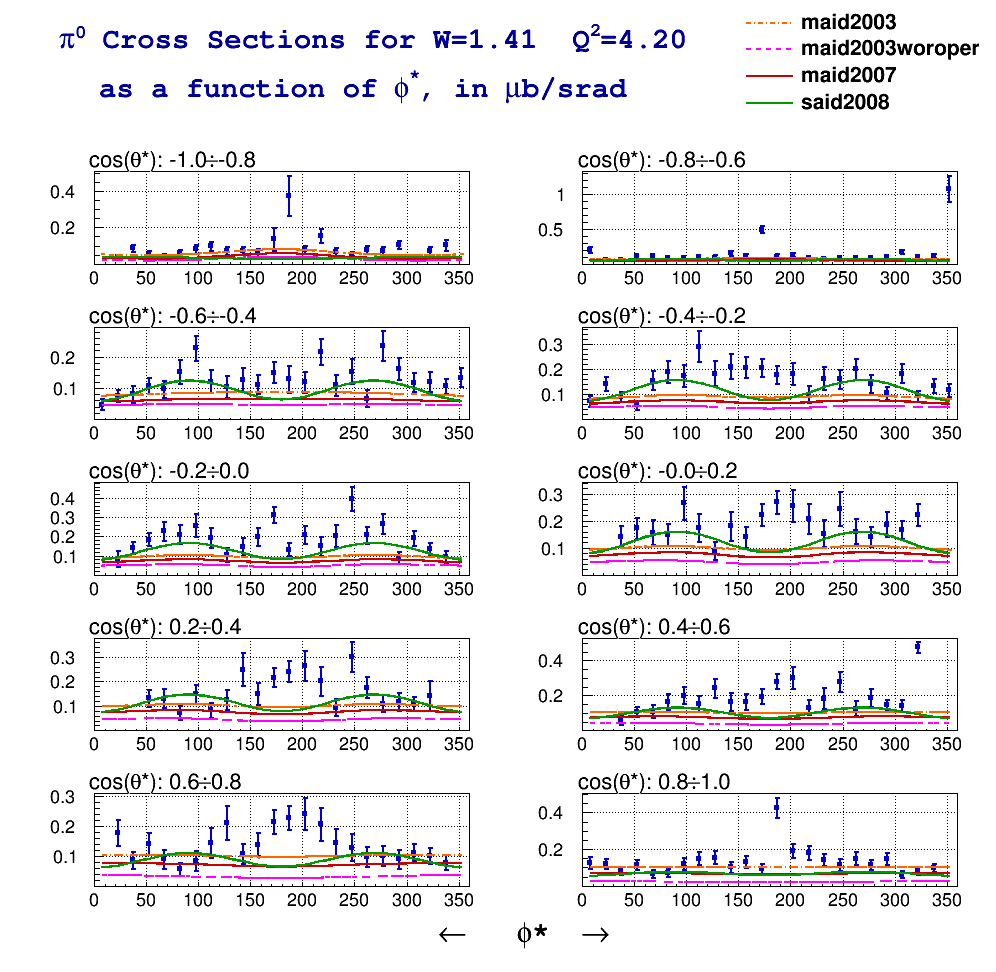 π⁰ Cross Sections for W=1.41 Q²=4.20
as a function of ϕ*, in μb/srad
maid2003
maid2003woroper
maid2007
said2008
cos(θ*): -1.0÷-0.8
0.4
0.2
0 50 100 150 200 250 300 350
cos(θ*): -0.8÷-0.6
1
0.5
0 50 100 150 200 250 300 350
cos(θ*): -0.6÷-0.4
0.2
0.1
0 50 100 150 200 250 300 350
cos(θ*): -0.4÷-0.2
0.3
0.2
0.1
0 50 100 150 200 250 300 350
cos(θ*): -0.2÷0.0
0.4
0.3
0.2
0.1
0 50 100 150 200 250 300 350
cos(θ*): -0.0÷0.2
0.3
0.2
0.1
0 50 100 150 200 250 300 350
cos(θ*): 0.2÷0.4
0.3
0.2
0.1
0 50 100 150 200 250 300 350
cos(θ*): 0.4÷0.6
0.4
0.2
0 50 100 150 200 250 300 350
cos(θ*): 0.6÷0.8
0.3
0.2
0.1
0 50 100 150 200 250 300 350
cos(θ*): 0.8÷1.0
0.4
0.2
0 50 100 150 200 250 300 350
← ϕ* →